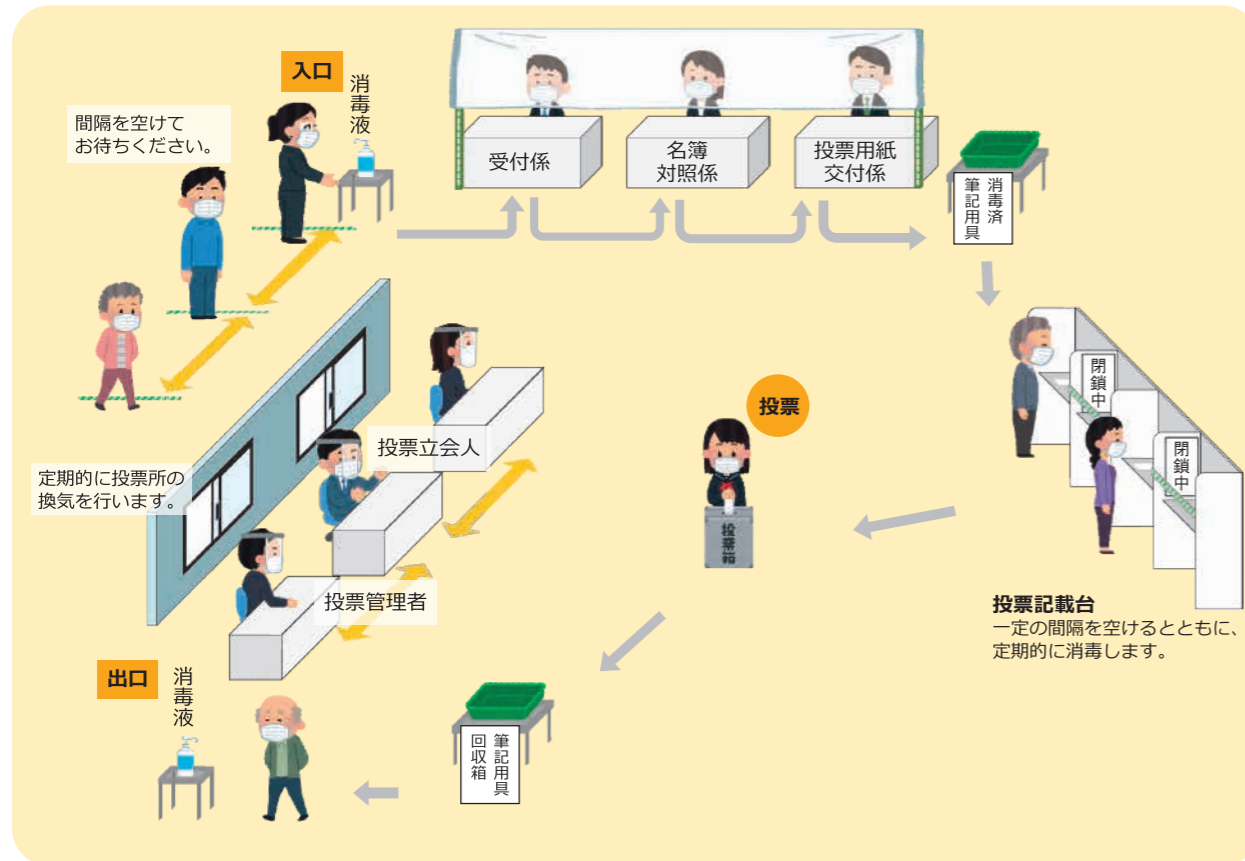 入口
消毒液
間隔を空けて
お待ちください。
受付係
名簿
対照係
投票用紙
交付係
消毒済
筆記用具
閉鎖中
閉鎖中
投票記載台
一定の間隔を空けるとともに、
定期的に消毒します。
投票
投票箱
投票立会人
定期的に投票所の
換気を行います。
投票管理者
筆記用具
回収箱
出口
消毒液